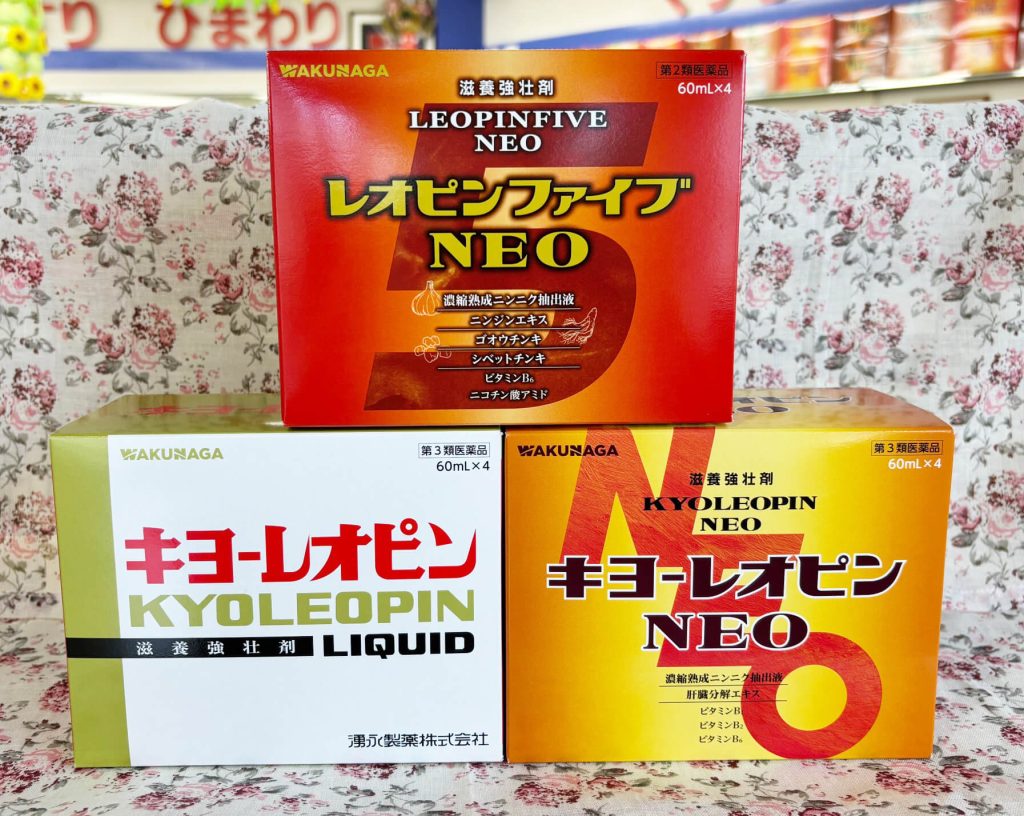 ひまわり
WAKUNAGA
第2類医薬品
60mL×4
滋養強壮剤
LEOPINFIVE
NEO
レオピンファイブ
NEO
濃縮熟成ニンニク抽出液
ニンジンエキス
ゴオウチンキ
シベットチンキ
ビタミンB₆
ニコチン酸アミド
WAKUNAGA
第3類医薬品
60mL×4
キヨーレオピン
KYOLEOPIN
滋養強壮剤 LIQUID
湧永製薬株式会社
WAKUNAGA
第3類医薬品
60mL×4
滋養強壮剤
KYOLEOPIN
NEO
キヨーレオピン
NEO
濃縮熟成ニンニク抽出液
肝臓分解エキス
ビタミンB
ビタミンB₂
ビタミンB₆